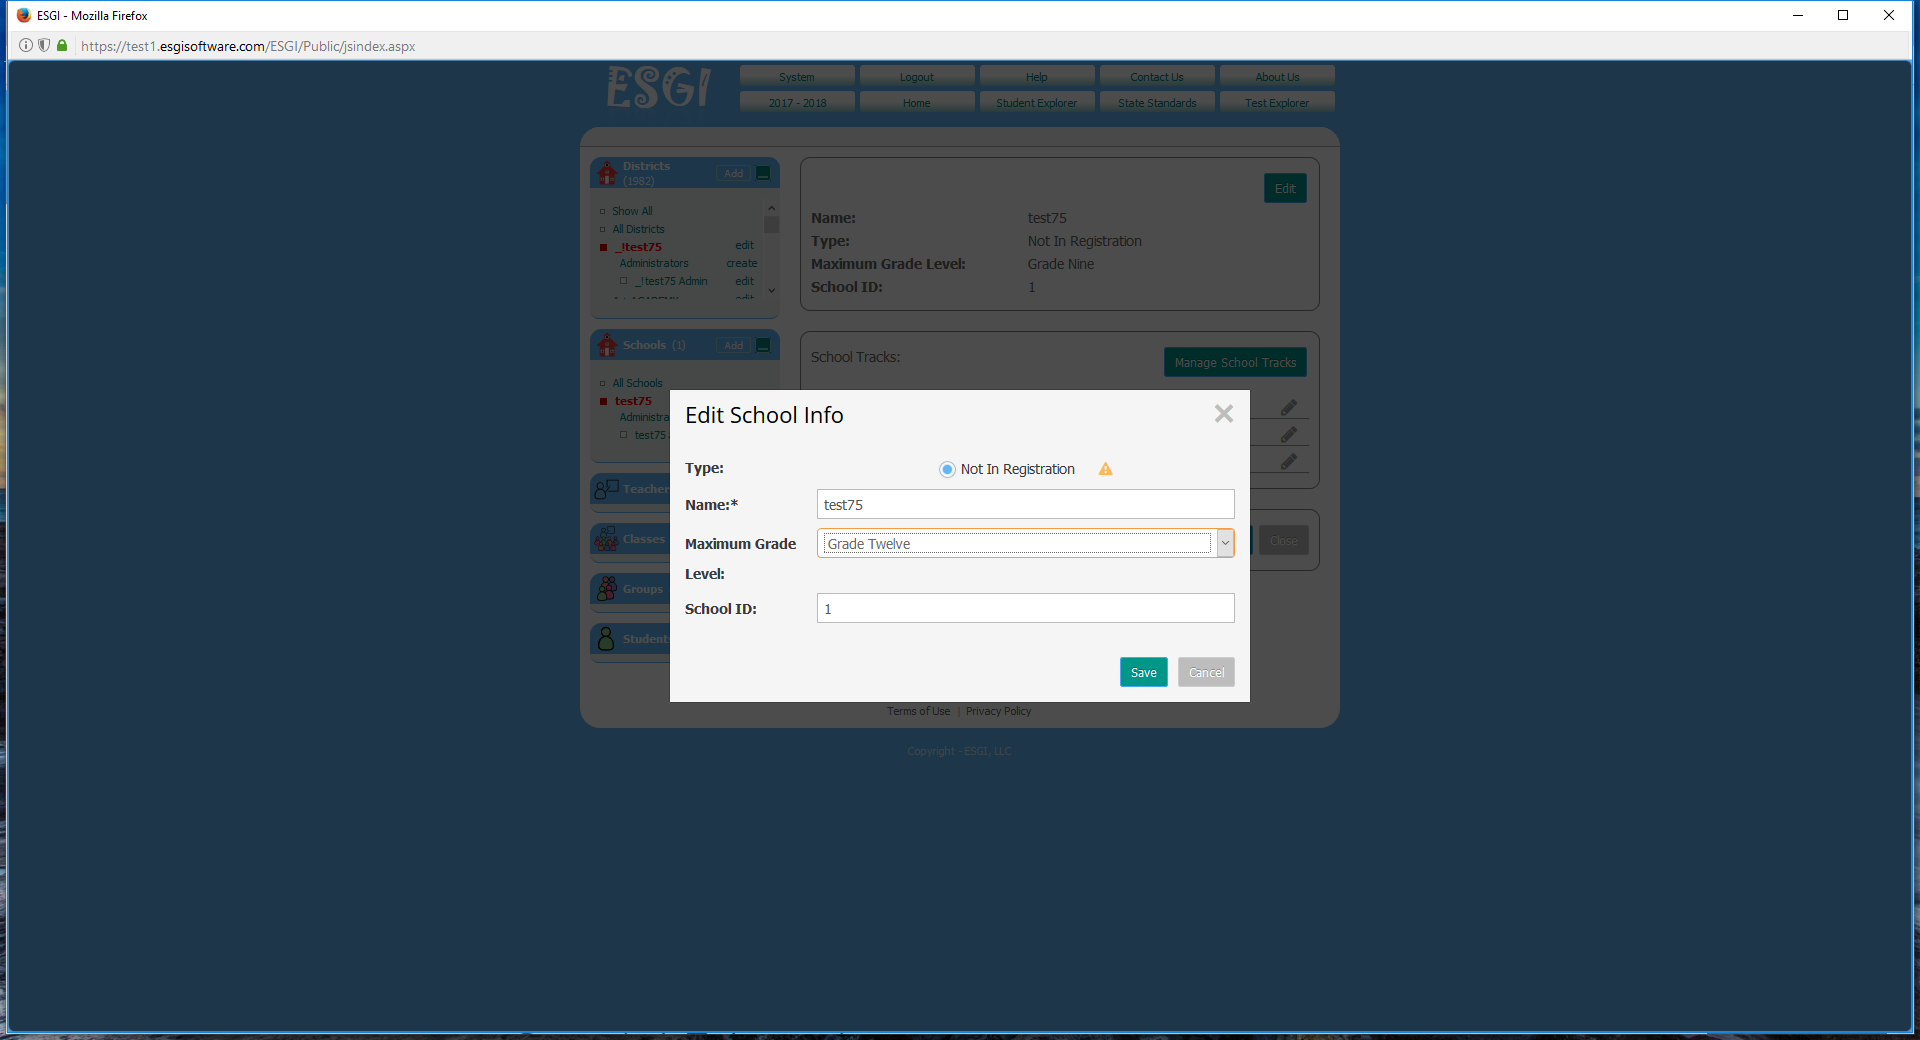 ESGI - Mozilla Firefox
https://test1.esgisoftware.com/ESGI/Public/jsindex.aspx
ESGI
System Logout Help Contact Us About Us
2017 - 2018 Home Student Explorer State Standards Test Explorer
Districts
(1982)
Add
Show All
All Districts
_!test75 edit
Administrators create
_!test75 Admin edit
edit
Schools (1) Add
All Schools
test75
Administra
test75
Teacher
Classes
Groups
Students
Edit
Name: test75
Type: Not In Registration
Maximum Grade Level: Grade Nine
School ID: 1
School Tracks:
Manage School Tracks
Close
Edit School Info
Type: Not In Registration
Name:* test75
Maximum Grade Grade Twelve
Level:
School ID: 1
Save Cancel
Terms of Use | Privacy Policy
Copyright - ESGI, LLC